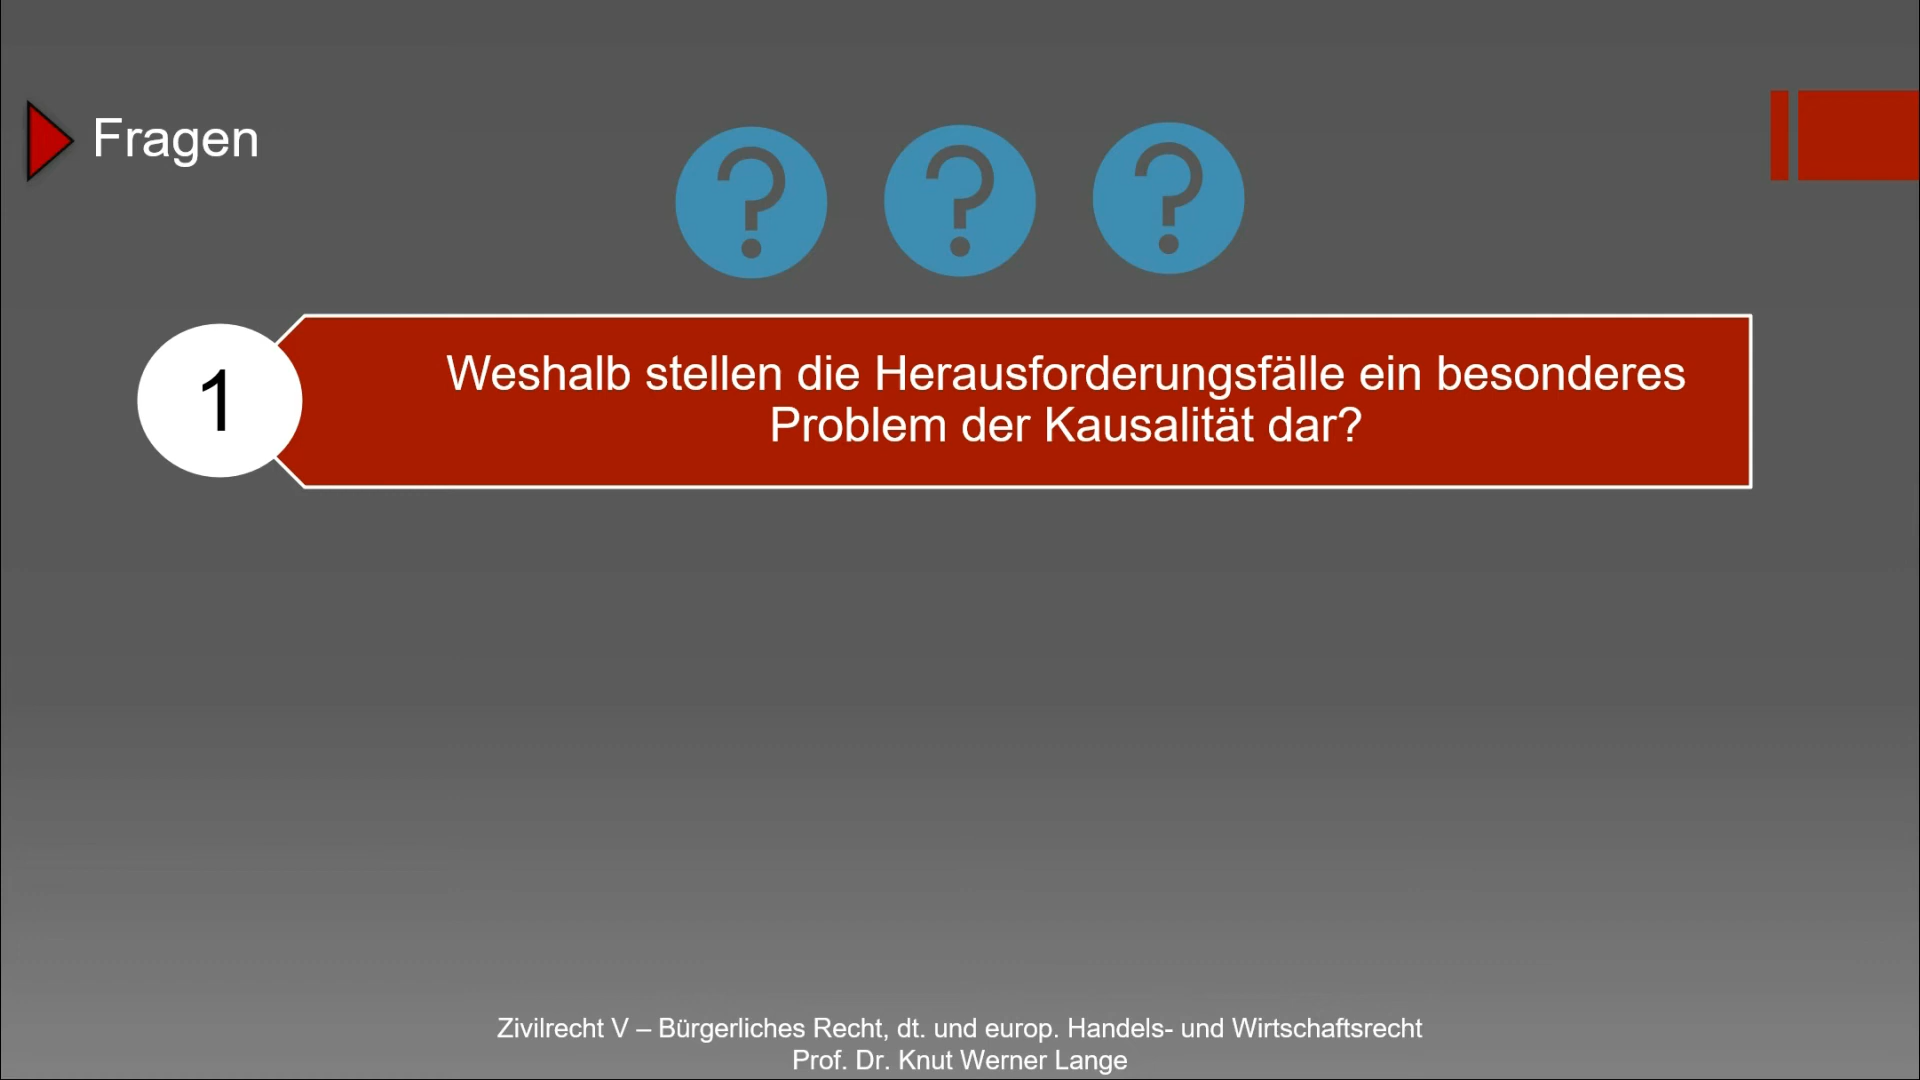 Fragen
1
Weshalb stellen die Herausforderungsfälle ein besonderes
Problem der Kausalität dar?
Zivilrecht V – Bürgerliches Recht, dt. und europ. Handels- und Wirtschaftsrecht
Prof. Dr. Knut Werner Lange